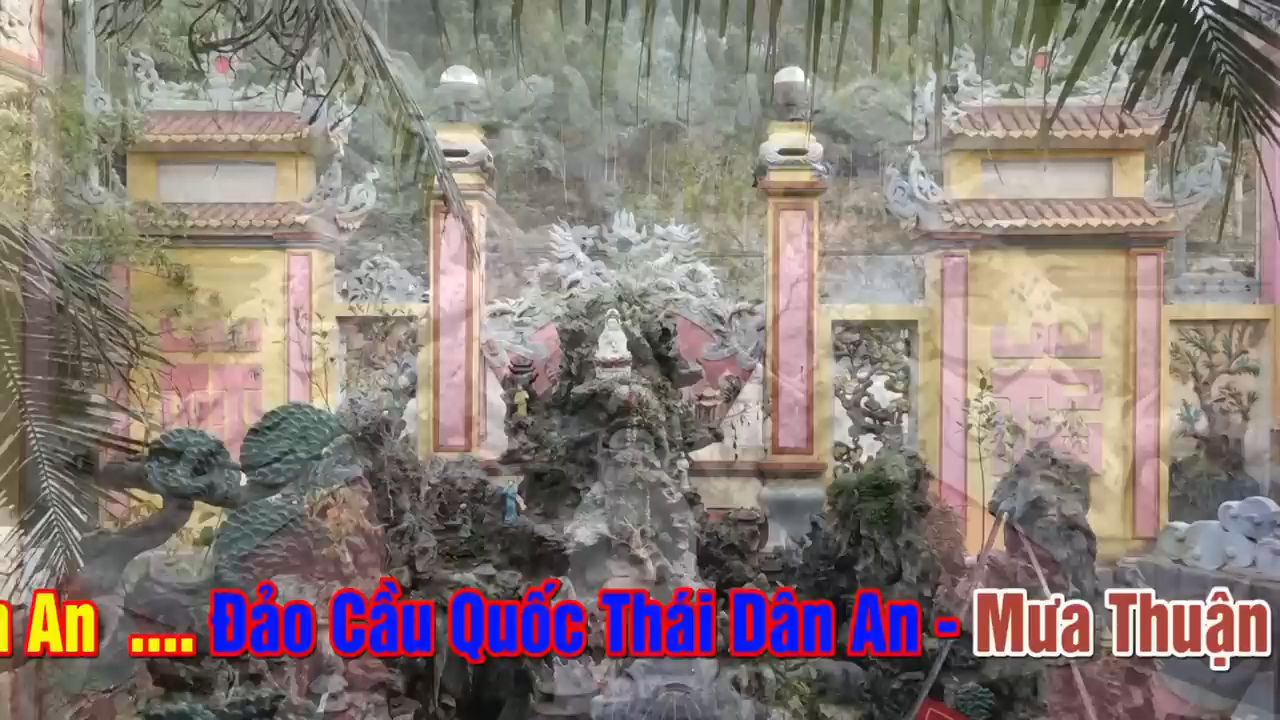 An .... Đảo Cầu Quốc Thái Dân An - Mưa Thuận